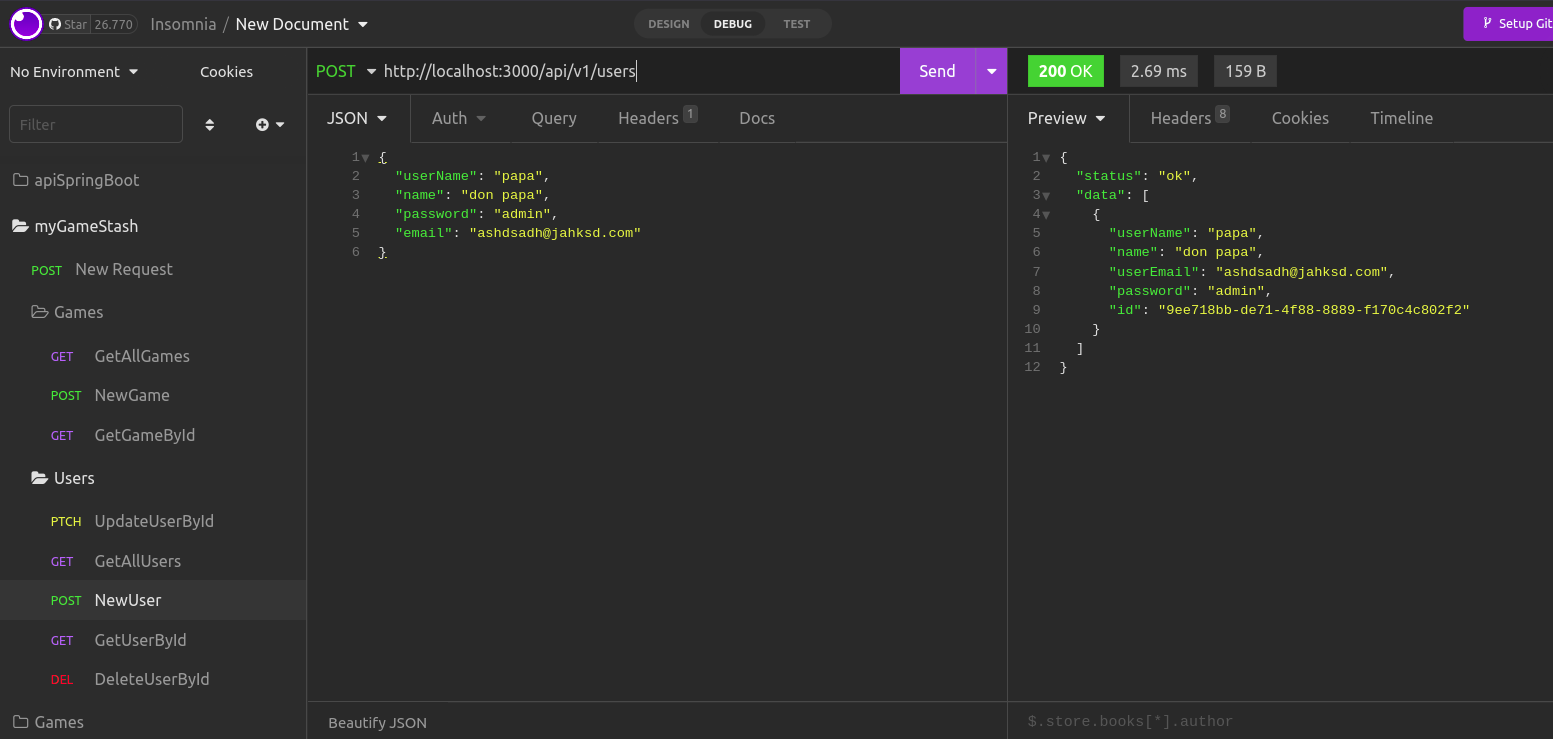 Star 26.770 Insomnia / New Document DESIGN DEBUG TEST Setup Git
No Environment Cookies
Filter
apiSpringBoot
myGameStash
POST New Request
Games
GET GetAllGames
POST NewGame
GET GetGameById
Users
PTCH UpdateUserById
GET GetAllUsers
POST NewUser
GET GetUserById
DEL DeleteUserById
Games
POST http://localhost:3000/api/v1/users Send
JSON Auth Query Headers 1 Docs
1 {
2 "userName": "papa",
3 "name": "don papa",
4 "password": "admin",
5 "email": "ashdsadh@jahksd.com"
6 }
Beautify JSON
200 OK 2.69 ms 159 B
Preview Headers 8 Cookies Timeline
1 {
2 "status": "ok",
3 "data": [
4 {
5 "userName": "papa",
6 "name": "don papa",
7 "userEmail": "ashdsadh@jahksd.com",
8 "password": "admin",
9 "id": "9ee718bb-de71-4f88-8889-f170c4c802f2"
10 }
11 ]
12 }
$.store.books[*].author